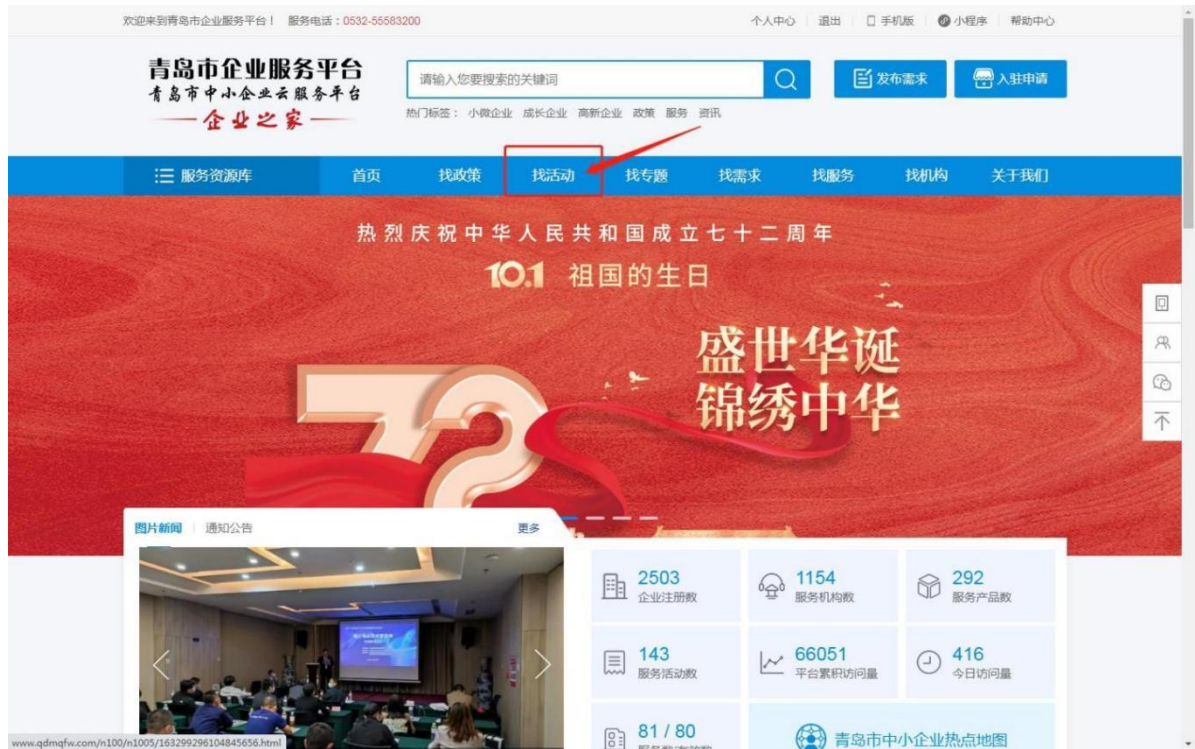 欢迎来到青岛市企业服务平台！ 服务电话：0532-55583200
个人中心 退出 手机版 小程序 帮助中心
青岛市企业服务平台
青岛市中小企业云服务平台
企业之家
请输入您要搜索的关键词
发布需求 入驻申请
热门标签： 小微企业 成长企业 高新企业 政策 服务 资讯
服务资源库 首页 找政策 找活动 找专题 找需求 找服务 找机构 关于我们
热烈庆祝中华人民共和国成立七十二周年
10.1 祖国的生日
盛世华诞
锦绣中华
72
图片新闻 通知公告 更多
2503
企业注册数
1154
服务机构数
292
服务产品数
143
服务活动数
66051
平台累积访问量
416
今日访问量
81 / 80
青岛市中小企业热点地图
www.qdmqfw.com/n100/n1005/163299296104845656.html